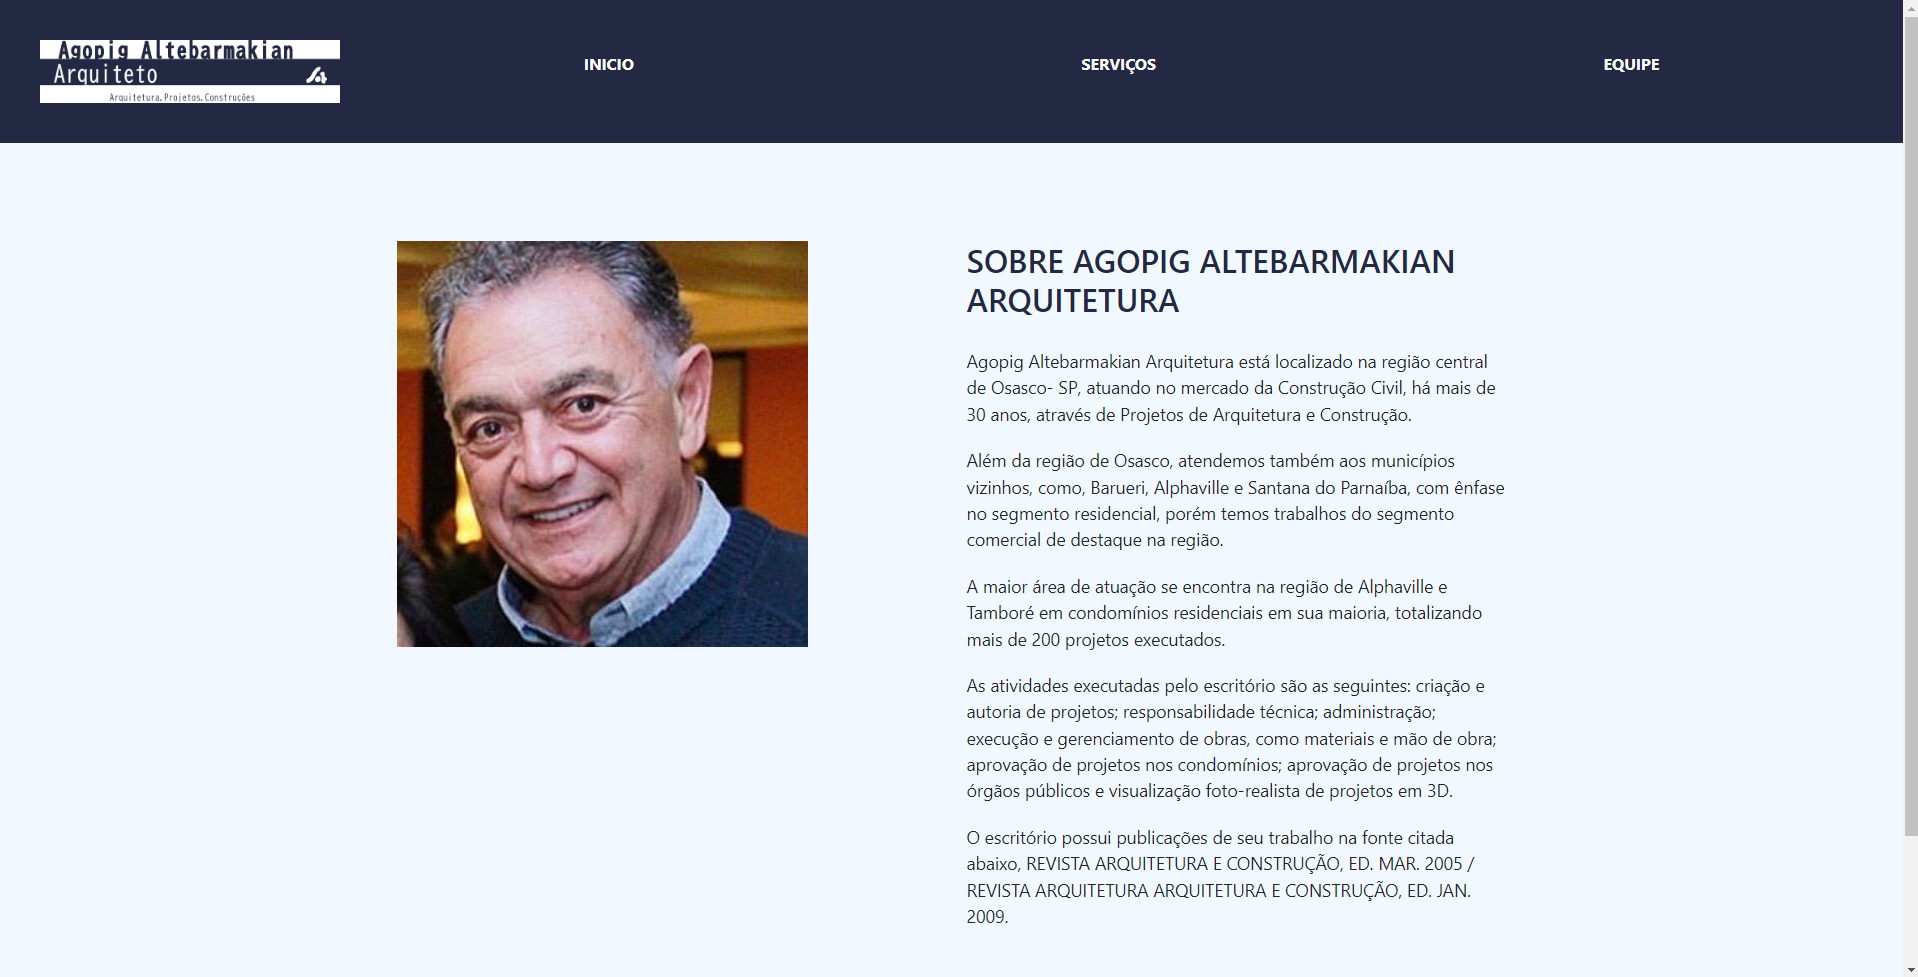 Agopig Altebarmakian
Arquiteto
Arquitetura, Projetos, Construções
INICIO
SERVIÇOS
EQUIPE
SOBRE AGOPIG ALTEBARMAKIAN
ARQUITETURA
Agopig Altebarmakian Arquitetura está localizado na região central
de Osasco- SP, atuando no mercado da Construção Civil, há mais de
30 anos, através de Projetos de Arquitetura e Construção.
Além da região de Osasco, atendemos também aos municípios
vizinhos, como, Barueri, Alphaville e Santana do Parnaíba, com ênfase
no segmento residencial, porém temos trabalhos do segmento
comercial de destaque na região.
A maior área de atuação se encontra na região de Alphaville e
Tamboré em condomínios residenciais em sua maioria, totalizando
mais de 200 projetos executados.
As atividades executadas pelo escritório são as seguintes: criação e
autoria de projetos; responsabilidade técnica; administração;
execução e gerenciamento de obras, como materiais e mão de obra;
aprovação de projetos nos condomínios; aprovação de projetos nos
órgãos públicos e visualização foto-realista de projetos em 3D.
O escritório possui publicações de seu trabalho na fonte citada
abaixo, REVISTA ARQUITETURA E CONSTRUÇÃO, ED. MAR. 2005 /
REVISTA ARQUITETURA ARQUITETURA E CONSTRUÇÃO, ED. JAN.
2009.